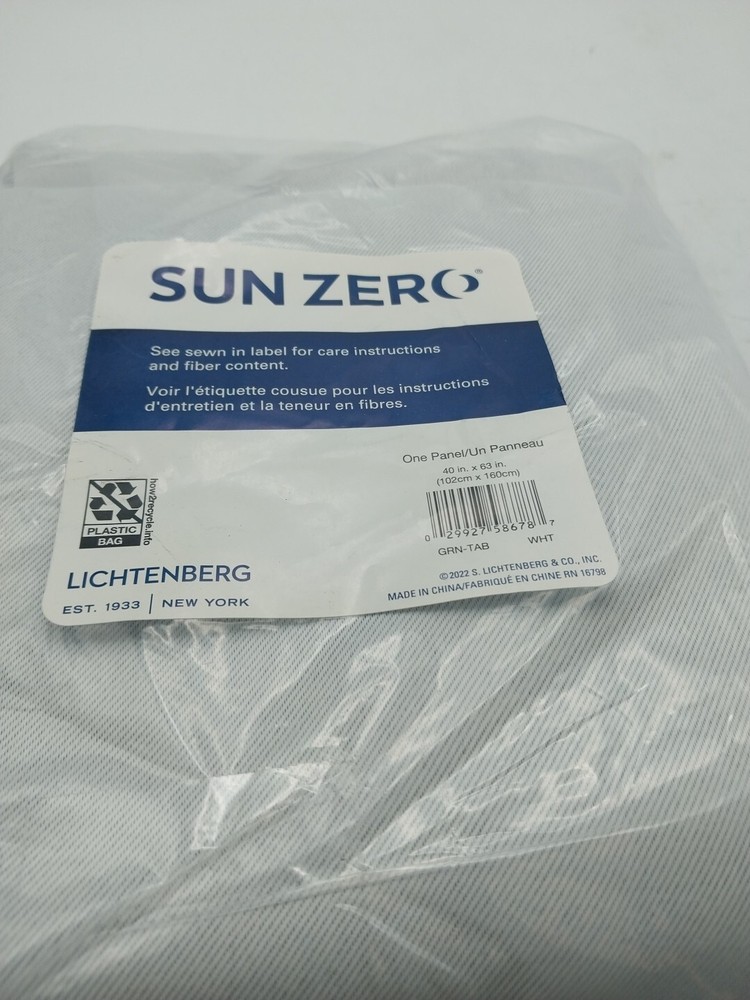 SUN ZERO®
See sewn in label for care instructions
and fiber content.
Voir l'étiquette cousue pour les instructions
d'entretien et la teneur en fibres.
One Panel/Un Panneau
40 in. x 63 in.
(102cm x 160cm)
0 29927 58678 7
GRN-TAB WHT
how2recycle.info
PLASTIC
BAG
LICHTENBERG
EST. 1933 | NEW YORK
©2022 S. LICHTENBERG & CO., INC.
MADE IN CHINA/FABRIQUÉ EN CHINE RN 16798